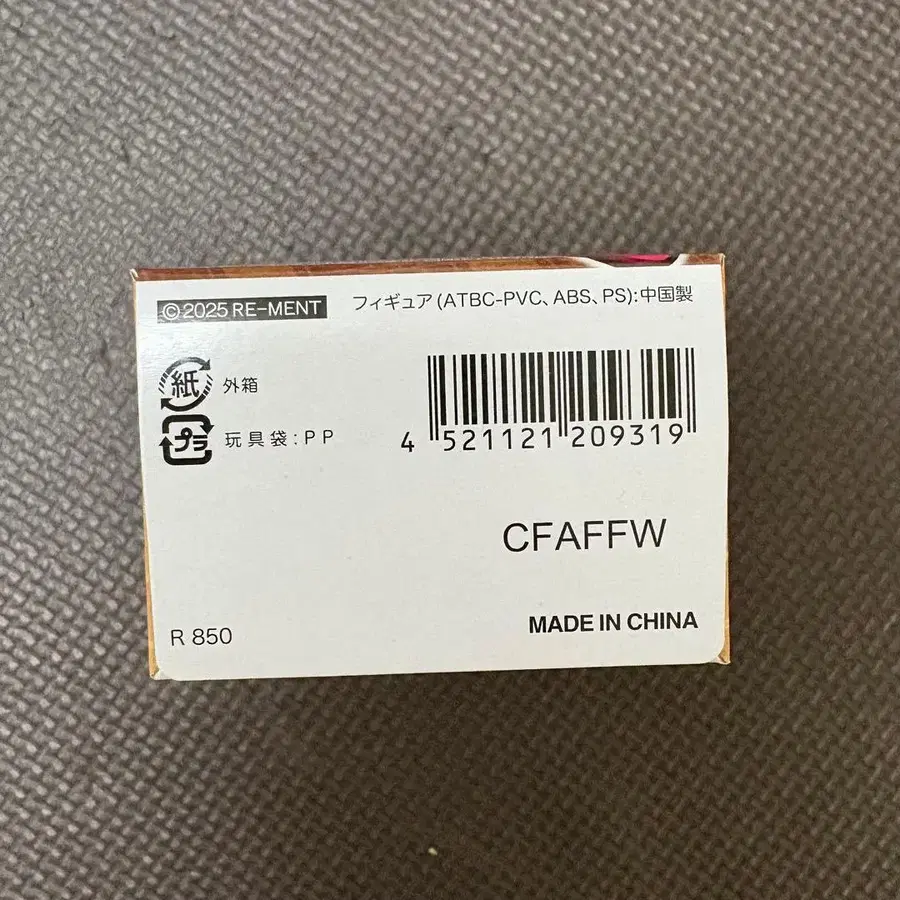 © 2025 RE-MENT
フィギュア(ATBC-PVC、ABS、PS):中国製
紙 外箱
プラ 玩具袋:PP
4 521121 209319
CFAFFW
R 850
MADE IN CHINA